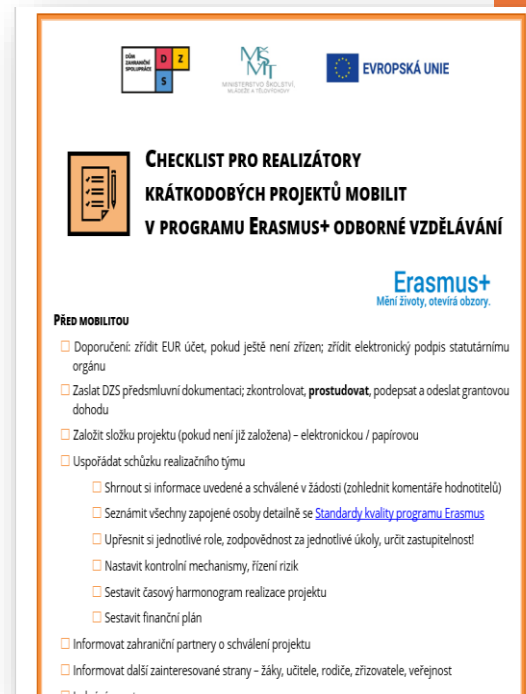 DŮM
ZAHRANIČNÍ
SPOLUPRÁCE
D Z
S
MŠMT
MINISTERSTVO ŠKOLSTVÍ,
MLÁDEŽE A TĚLOVÝCHOVY
EVROPSKÁ UNIE
CHECKLIST PRO REALIZÁTORY
KRÁTKODOBÝCH PROJEKTŮ MOBILIT
V PROGRAMU ERASMUS+ ODBORNÉ VZDĚLÁVÁNÍ
Erasmus+
Mění životy, otevírá obzory.
PŘED MOBILITOU
Doporučení: zřídit EUR účet, pokud ještě není zřízen; zřídit elektronický podpis statutárnímu
orgánu
Zaslat DZS předsmluvní dokumentaci; zkontrolovat, prostudovat, podepsat a odeslat grantovou
dohodu
Založit složku projektu (pokud není již založena) – elektronickou / papírovou
Uspořádat schůzku realizačního týmu
Shrnout si informace uvedené a schválené v žádosti (zohlednit komentáře hodnotitelů)
Seznámit všechny zapojené osoby detailně se Standardy kvality programu Erasmus
Upřesnit si jednotlivé role, zodpovědnost za jednotlivé úkoly, určit zastupitelnost!
Nastavit kontrolní mechanismy, řízení rizik
Sestavit časový harmonogram realizace projektu
Sestavit finanční plán
Informovat zahraniční partnery o schválení projektu
Informovat další zainteresované strany – žáky, učitele, rodiče, zřizovatele, veřejnost